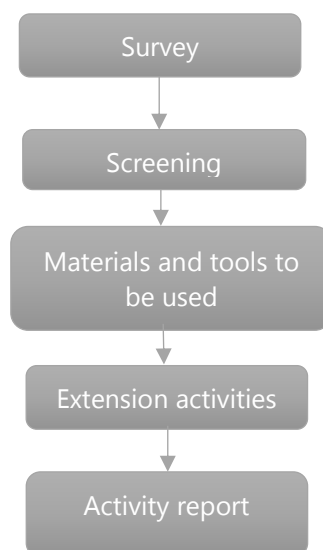 Survey
Screening
Materials and tools to
be used
Extension activities
Activity report